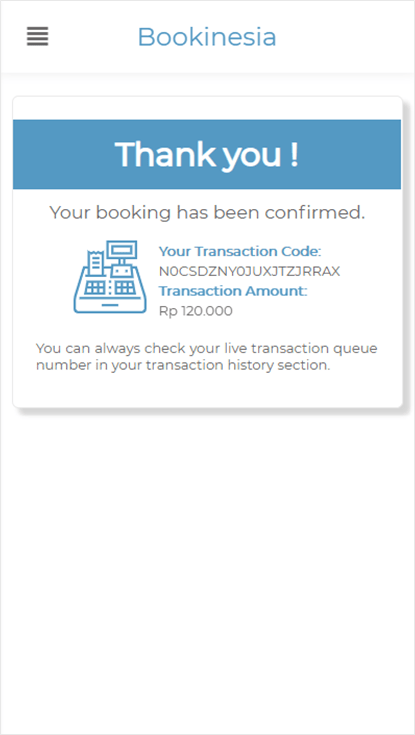 Bookinesia
Thank you !
Your booking has been confirmed.
Your Transaction Code:
N0CSDZNY0JUXJTZJRRAX
Transaction Amount:
Rp 120.000
You can always check your live transaction queue
number in your transaction history section.